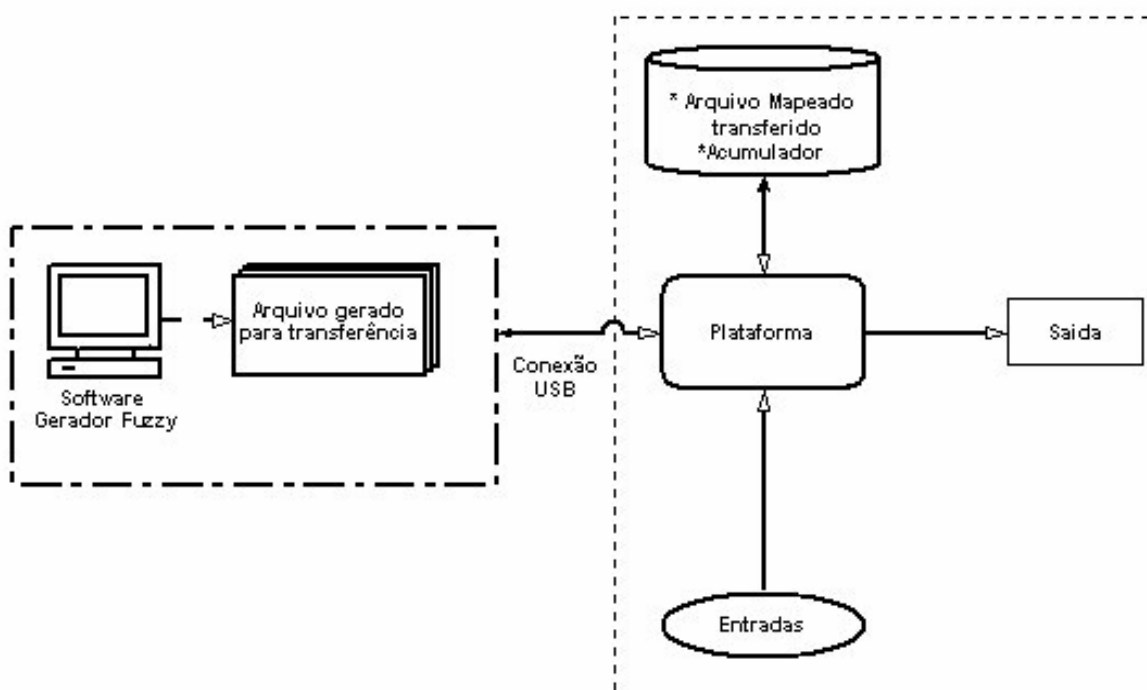 * Arquivo Mapeado
transferido
*Acumulador
Arquivo gerado
para transferência
Software
Gerador Fuzzy
Conexão
USB
Plataforma
Saida
Entradas